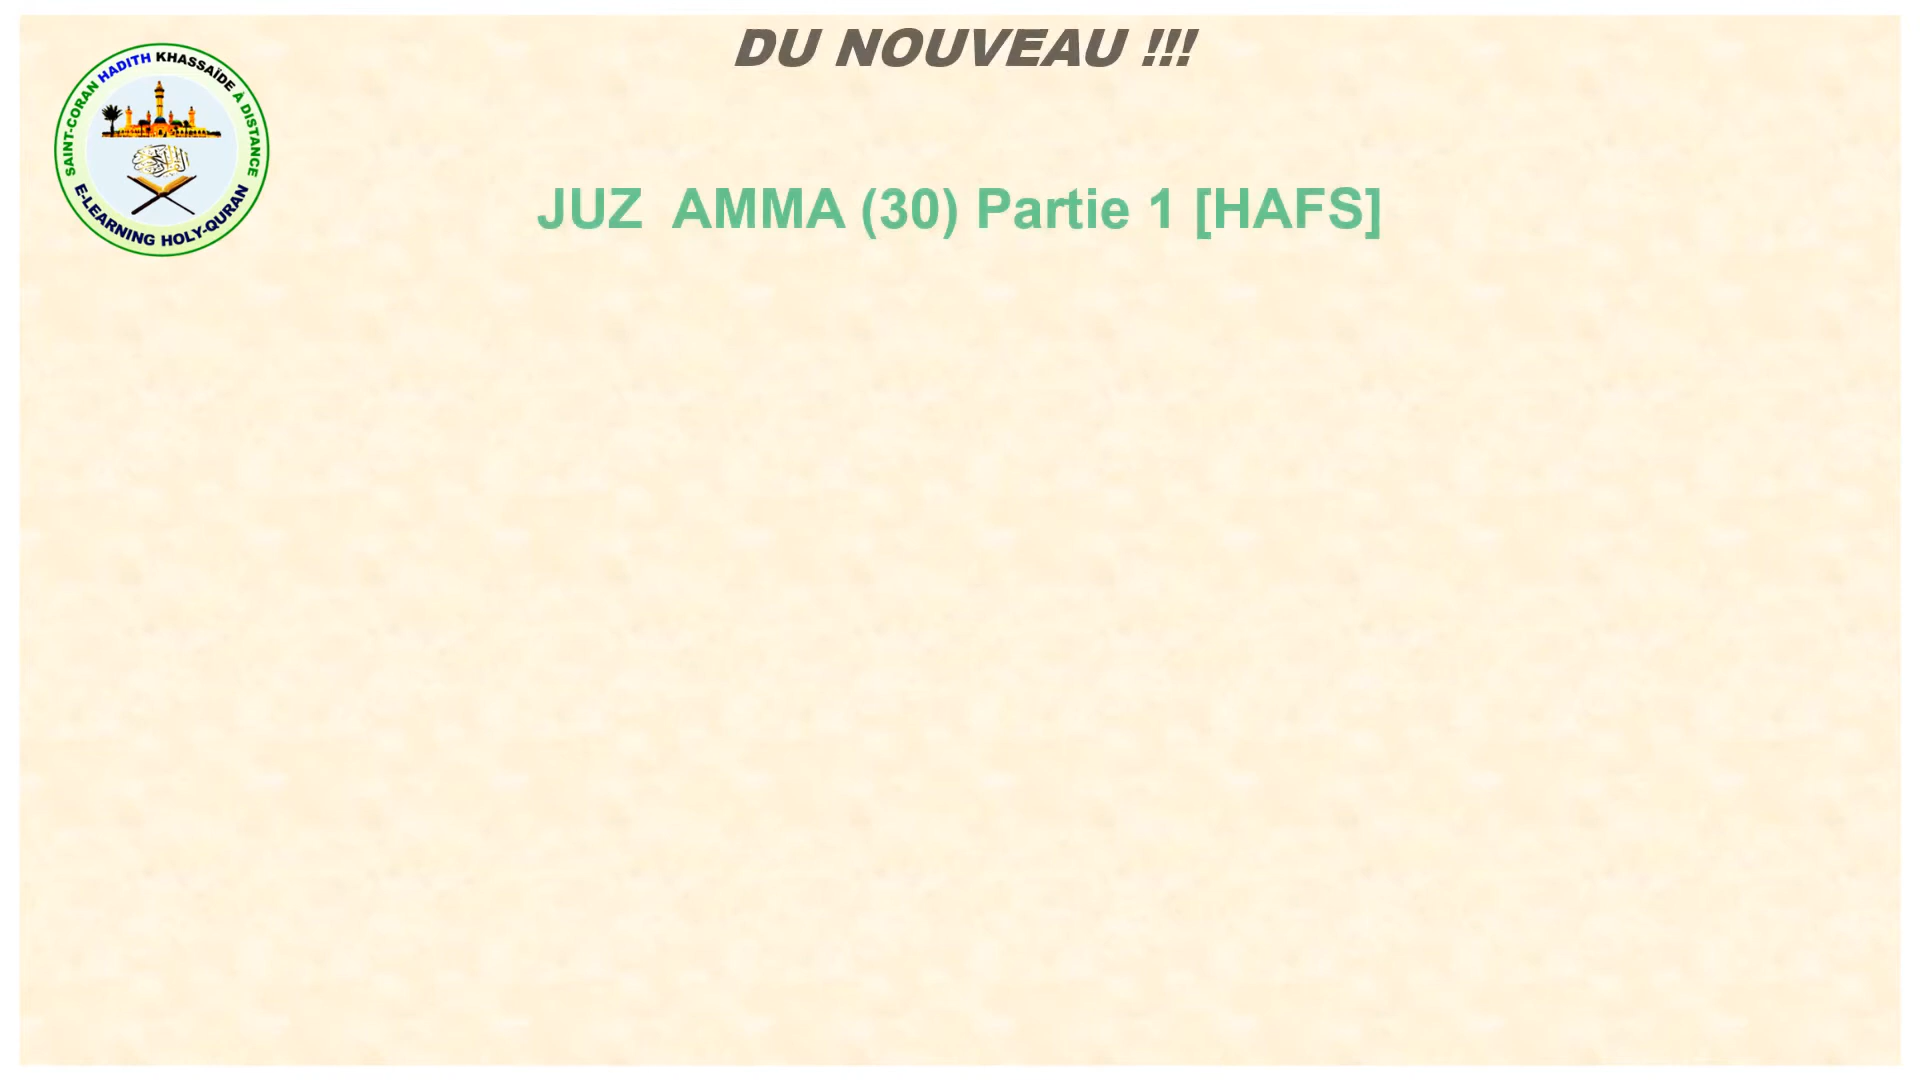 DU NOUVEAU !!!
SAINT-CORAN HADITH KHASSAÏDE À DISTANCE
E-LEARNING HOLY-QURAN
JUZ  AMMA (30) Partie 1 [HAFS]